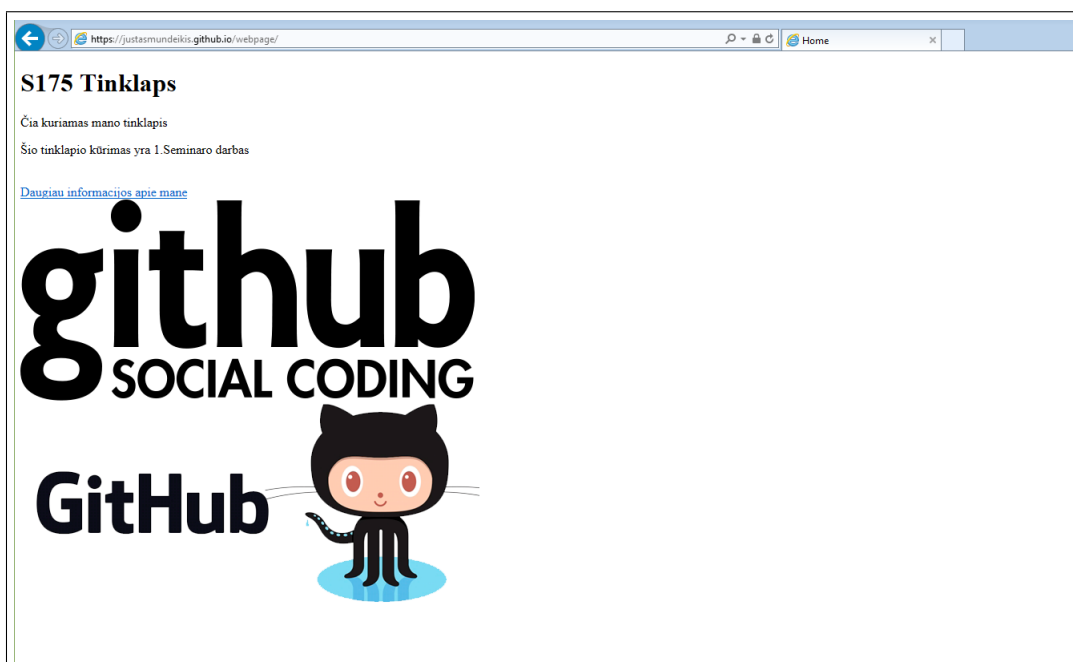 https://justasmundeikis.github.io/webpage/
Home
S175 Tinklaps
Čia kuriamas mano tinklapis
Šio tinklapio kūrimas yra 1.Seminaro darbas
Daugiau informacijos apie mane
github
SOCIAL CODING
GitHub